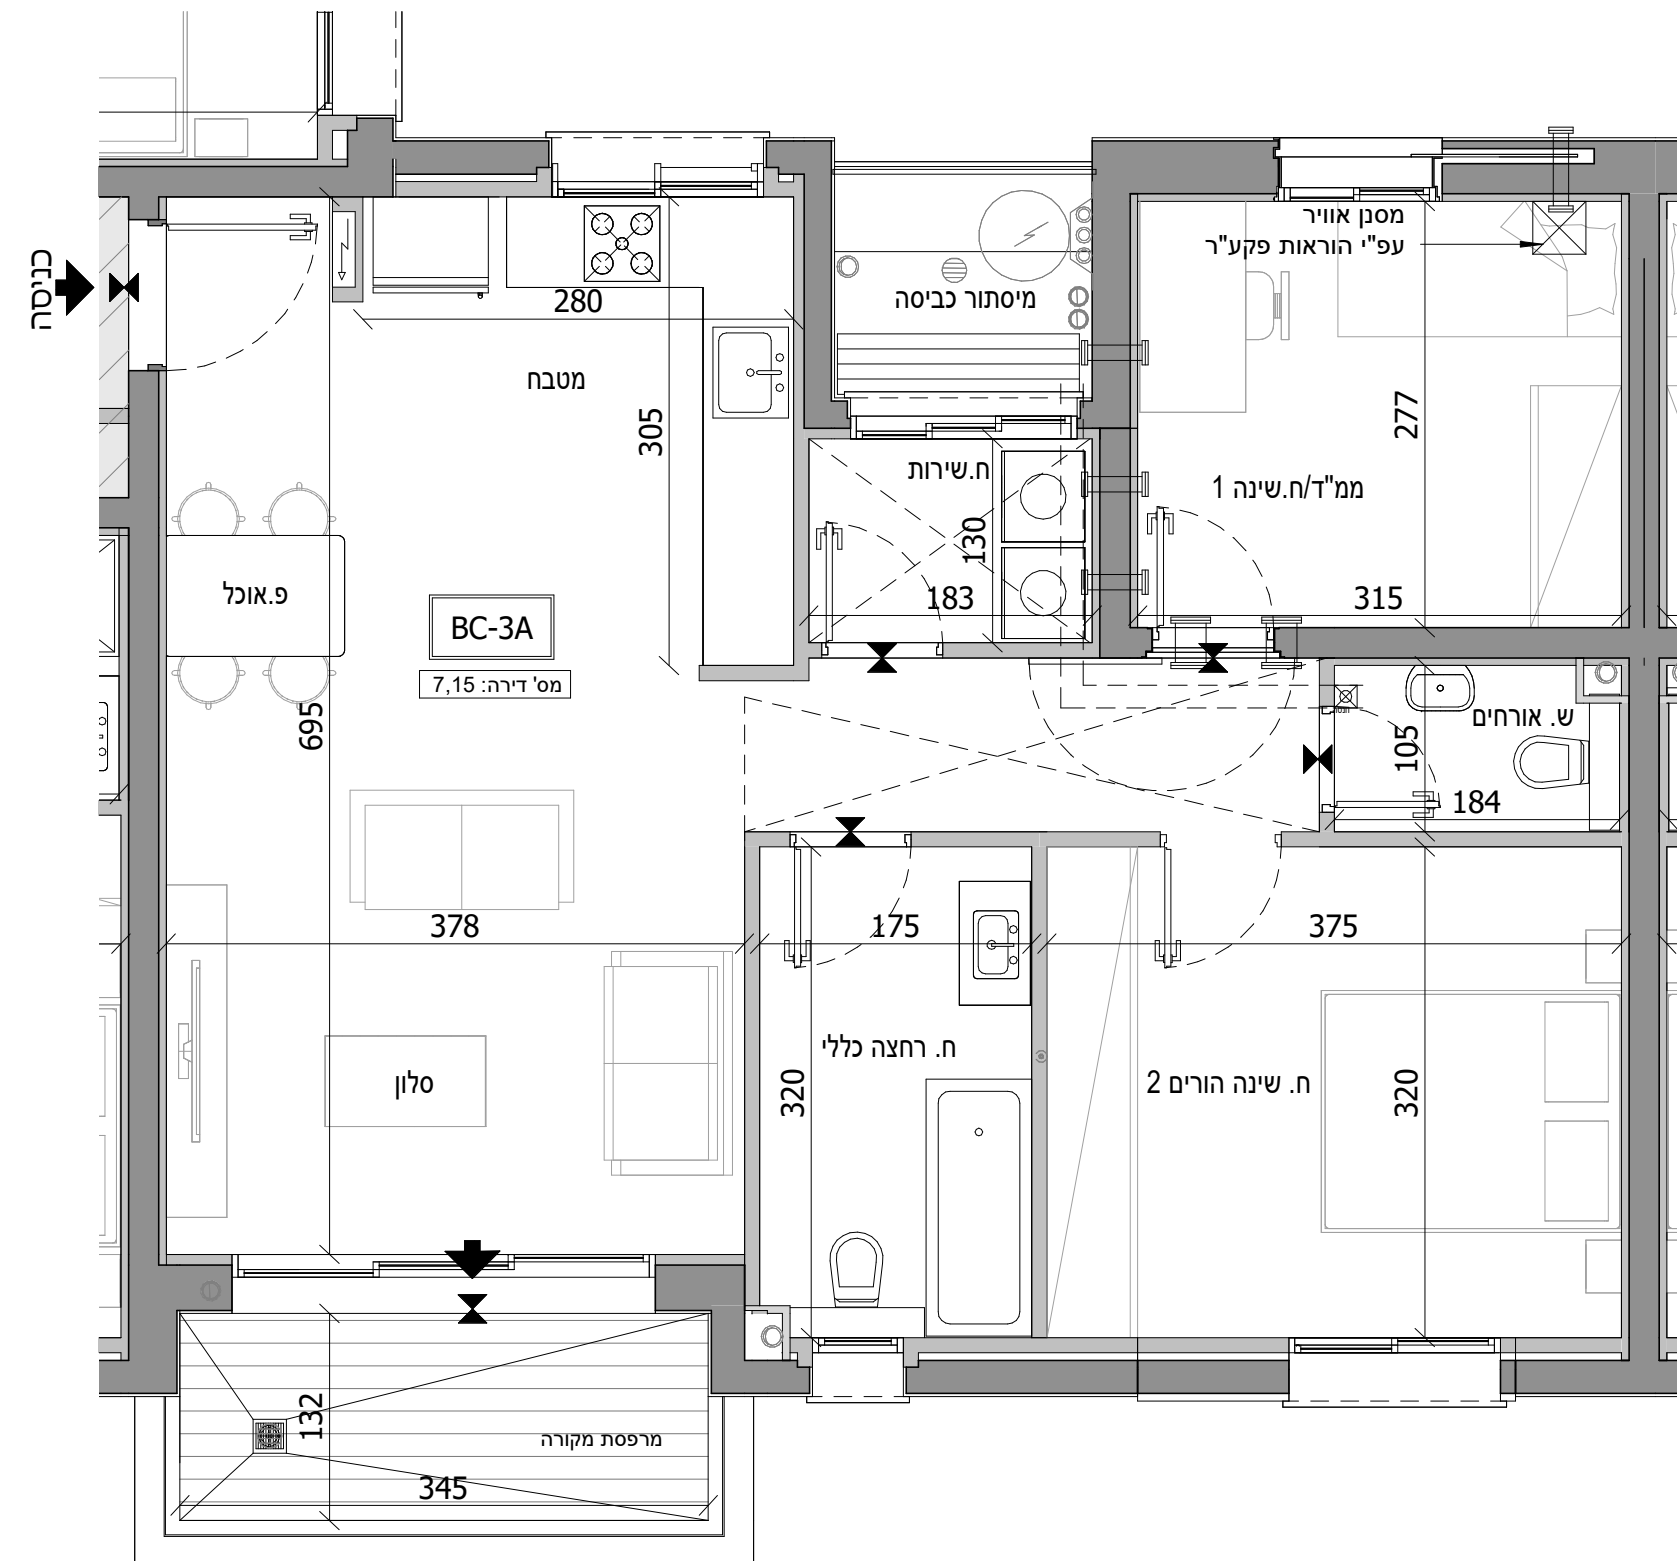 מסנן אוויר
עפ"י הוראות פקע"ר
כניסה
מיסתור כביסה
280
מטבח
305
277
ח.שירות
ממ"ד/ח.שינה 1
130
פ.אוכל
183
315
BC-3A
מס' דירה: 7,15
695
ש. אורחים
105
184
378
175
375
ח. רחצה כללי
סלון
320
ח. שינה הורים 2
320
132
מרפסת מקורה
345